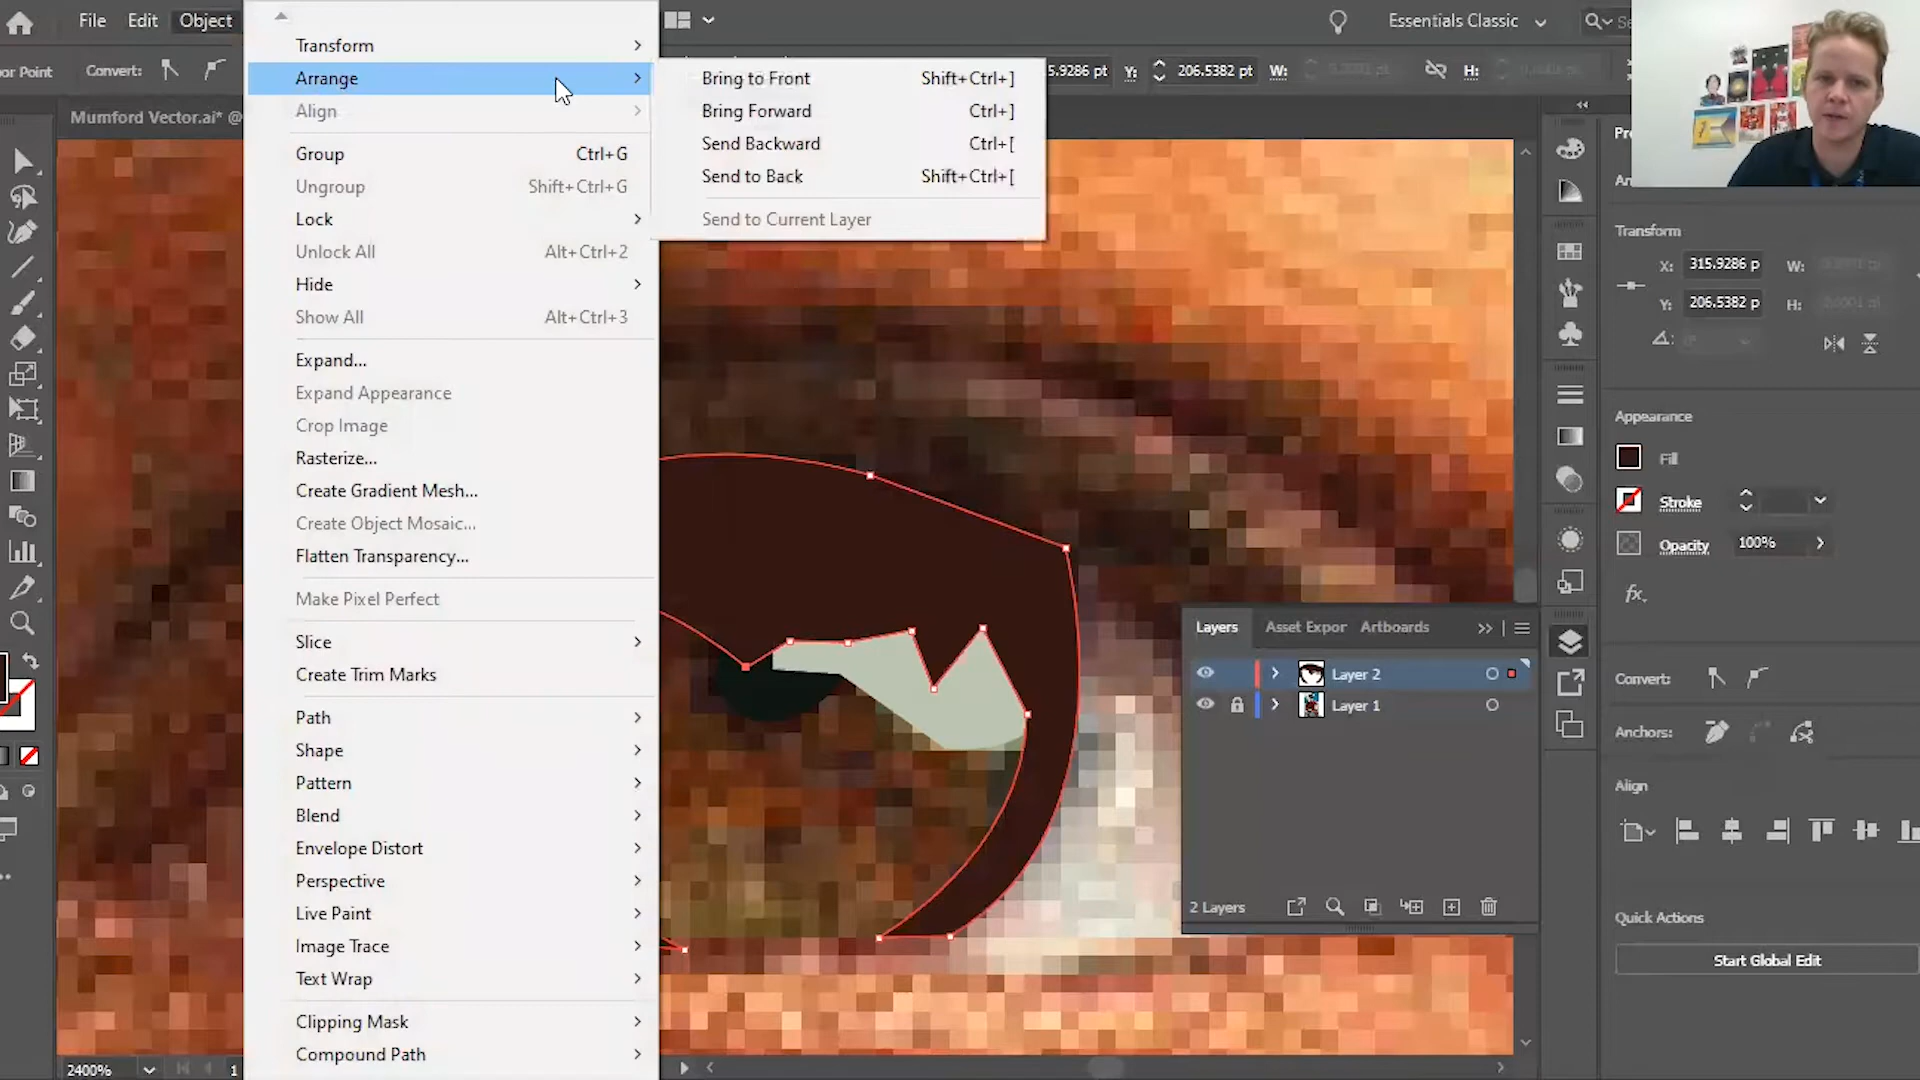 File Edit Object
Essentials Classic
or Point Convert:
5.9286 pt Y: 206.5382 pt W: H:
Mumford Vector.ai* @
Transform
Arrange
Align
Group Ctrl+G
Ungroup Shift+Ctrl+G
Lock
Unlock All Alt+Ctrl+2
Hide
Show All Alt+Ctrl+3
Expand...
Expand Appearance
Crop Image
Rasterize...
Create Gradient Mesh...
Create Object Mosaic...
Flatten Transparency...
Make Pixel Perfect
Slice
Create Trim Marks
Path
Shape
Pattern
Blend
Envelope Distort
Perspective
Live Paint
Image Trace
Text Wrap
Clipping Mask
Compound Path
Bring to Front Shift+Ctrl+]
Bring Forward Ctrl+]
Send Backward Ctrl+[
Send to Back Shift+Ctrl+[
Send to Current Layer
Layers Asset Expor Artboards
Layer 2
Layer 1
2 Layers
Transform
X: 315.9286 p W:
Y: 206.5382 p H:
Appearance
Fill
Stroke
Opacity 100%
fx.
Convert:
Anchors:
Align
Quick Actions
Start Global Edit
2400% 1